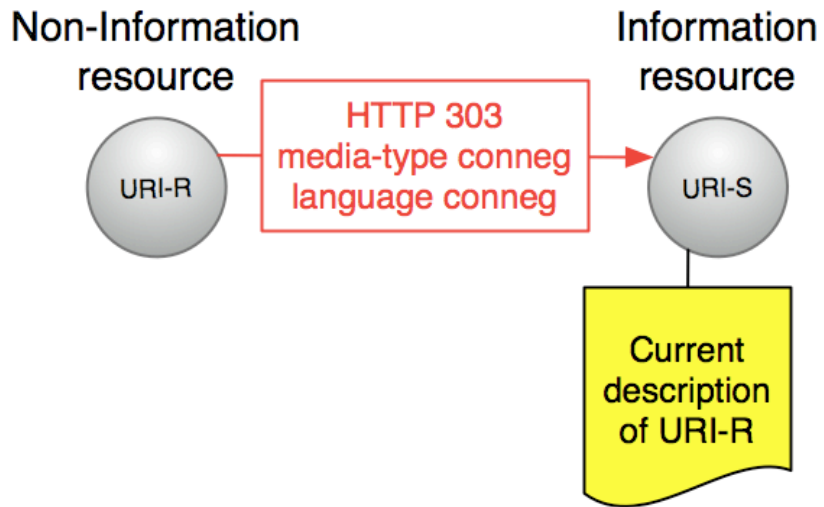 Non-Information
resource
Information
resource
HTTP 303
media-type conneg
language conneg
URI-R
URI-S
Current
description
of URI-R